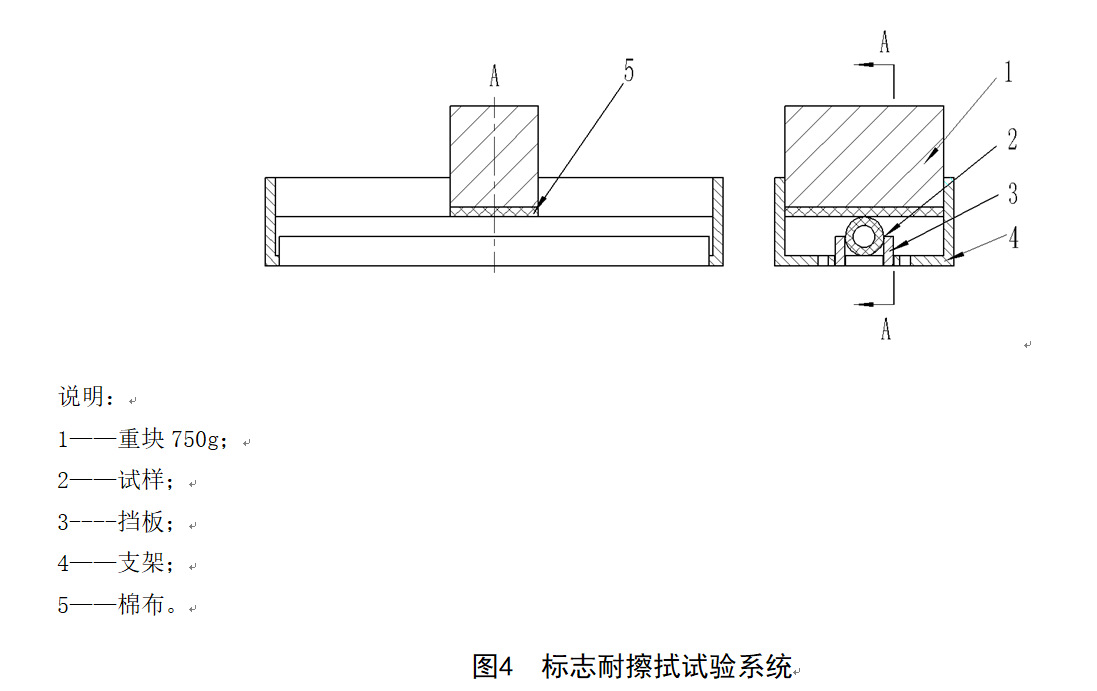 A
5
A
1
2
3
4
A
说明：
1——重块 750g；
2——试样；
3----挡板；
4——支架；
5——棉布。
图4 标志耐擦拭试验系统